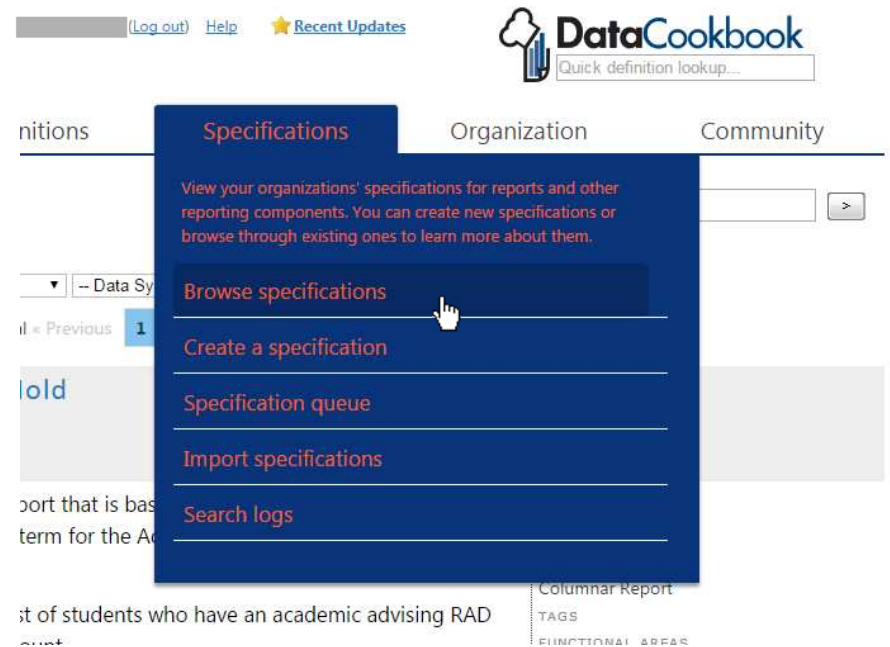 (Log out) Help Recent Updates
DataCookbook
Quick definition lookup...
nitions Specifications Organization Community
View your organizations' specifications for reports and other
reporting components. You can create new specifications or
browse through existing ones to learn more about them.
>
-- Data Sy
Browse specifications
« Previous 1
Create a specification
old
Specification queue
Import specifications
port that is bas
Search logs
term for the A
Columnar Report
st of students who have an academic advising RAD
TAGS
FUNCTIONAL AREAS